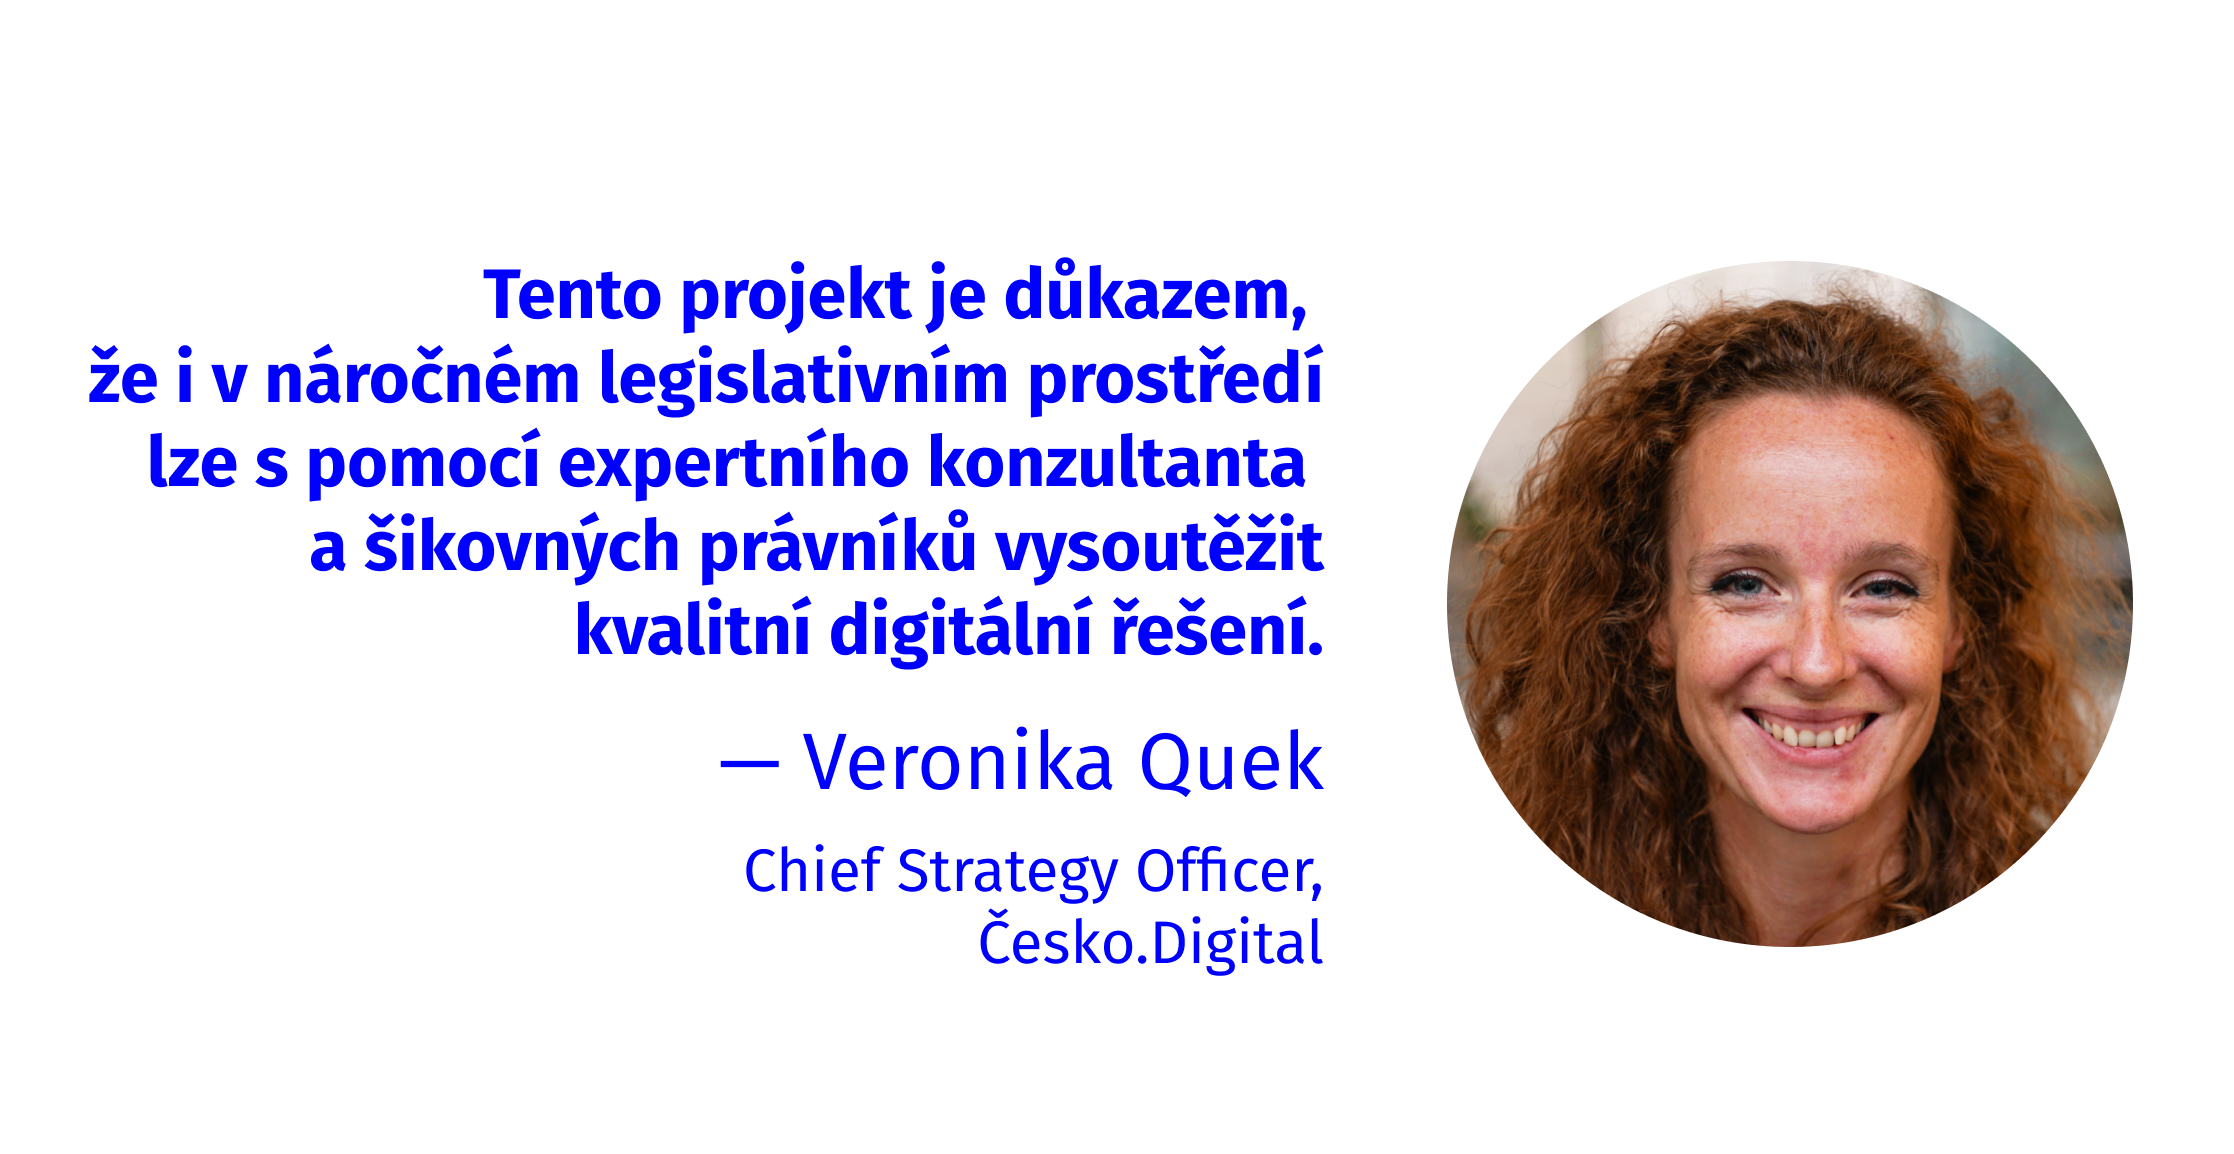 Tento projekt je důkazem,
že i v náročném legislativním prostředí
lze s pomocí expertního konzultanta
a šikovných právníků vysoutěžit
kvalitní digitální řešení.
— Veronika Quek
Chief Strategy Officer,
Česko.Digital